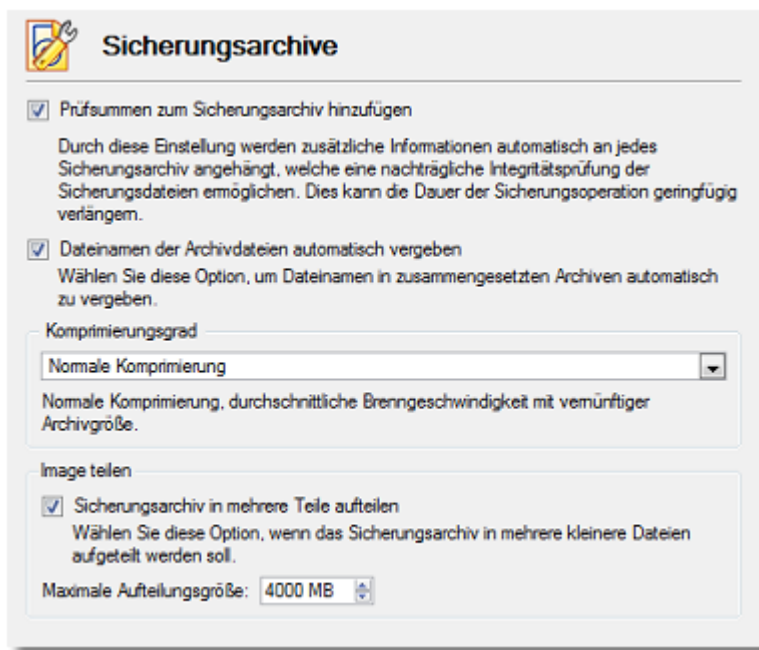 Sicherungsarchive
Prüfsummen zum Sicherungsarchiv hinzufügen
Durch diese Einstellung werden zusätzliche Informationen automatisch an jedes
Sicherungsarchiv angehängt, welche eine nachträgliche Integritätsprüfung der
Sicherungsdateien ermöglichen. Dies kann die Dauer der Sicherungsoperation geringfügig
verlängern.
Dateinamen der Archivdateien automatisch vergeben
Wählen Sie diese Option, um Dateinamen in zusammengesetzten Archiven automatisch
zu vergeben.
Komprimierungsgrad
Normale Komprimierung
Normale Komprimierung, durchschnittliche Brenngeschwindigkeit mit vernünftiger
Archivgröße.
Image teilen
Sicherungsarchiv in mehrere Teile aufteilen
Wählen Sie diese Option, wenn das Sicherungsarchiv in mehrere kleinere Dateien
aufgeteilt werden soll.
Maximale Aufteilungsgröße: 4000 MB